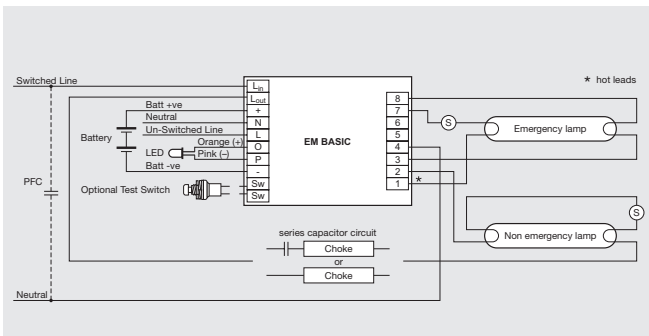 Switched Line
* hot leads
Lin
Lout
+
N
L
O
P
-
Sw
Sw
EM BASIC
8
7
6
5
4
3
2
1
*
Batt +ve
Neutral
Un-Switched Line
Orange (+)
Pink (–)
Batt -ve
Battery
LED
PFC
Optional Test Switch
S
Emergency lamp
S
Non emergency lamp
series capacitor circuit
Choke
or
Choke
Neutral